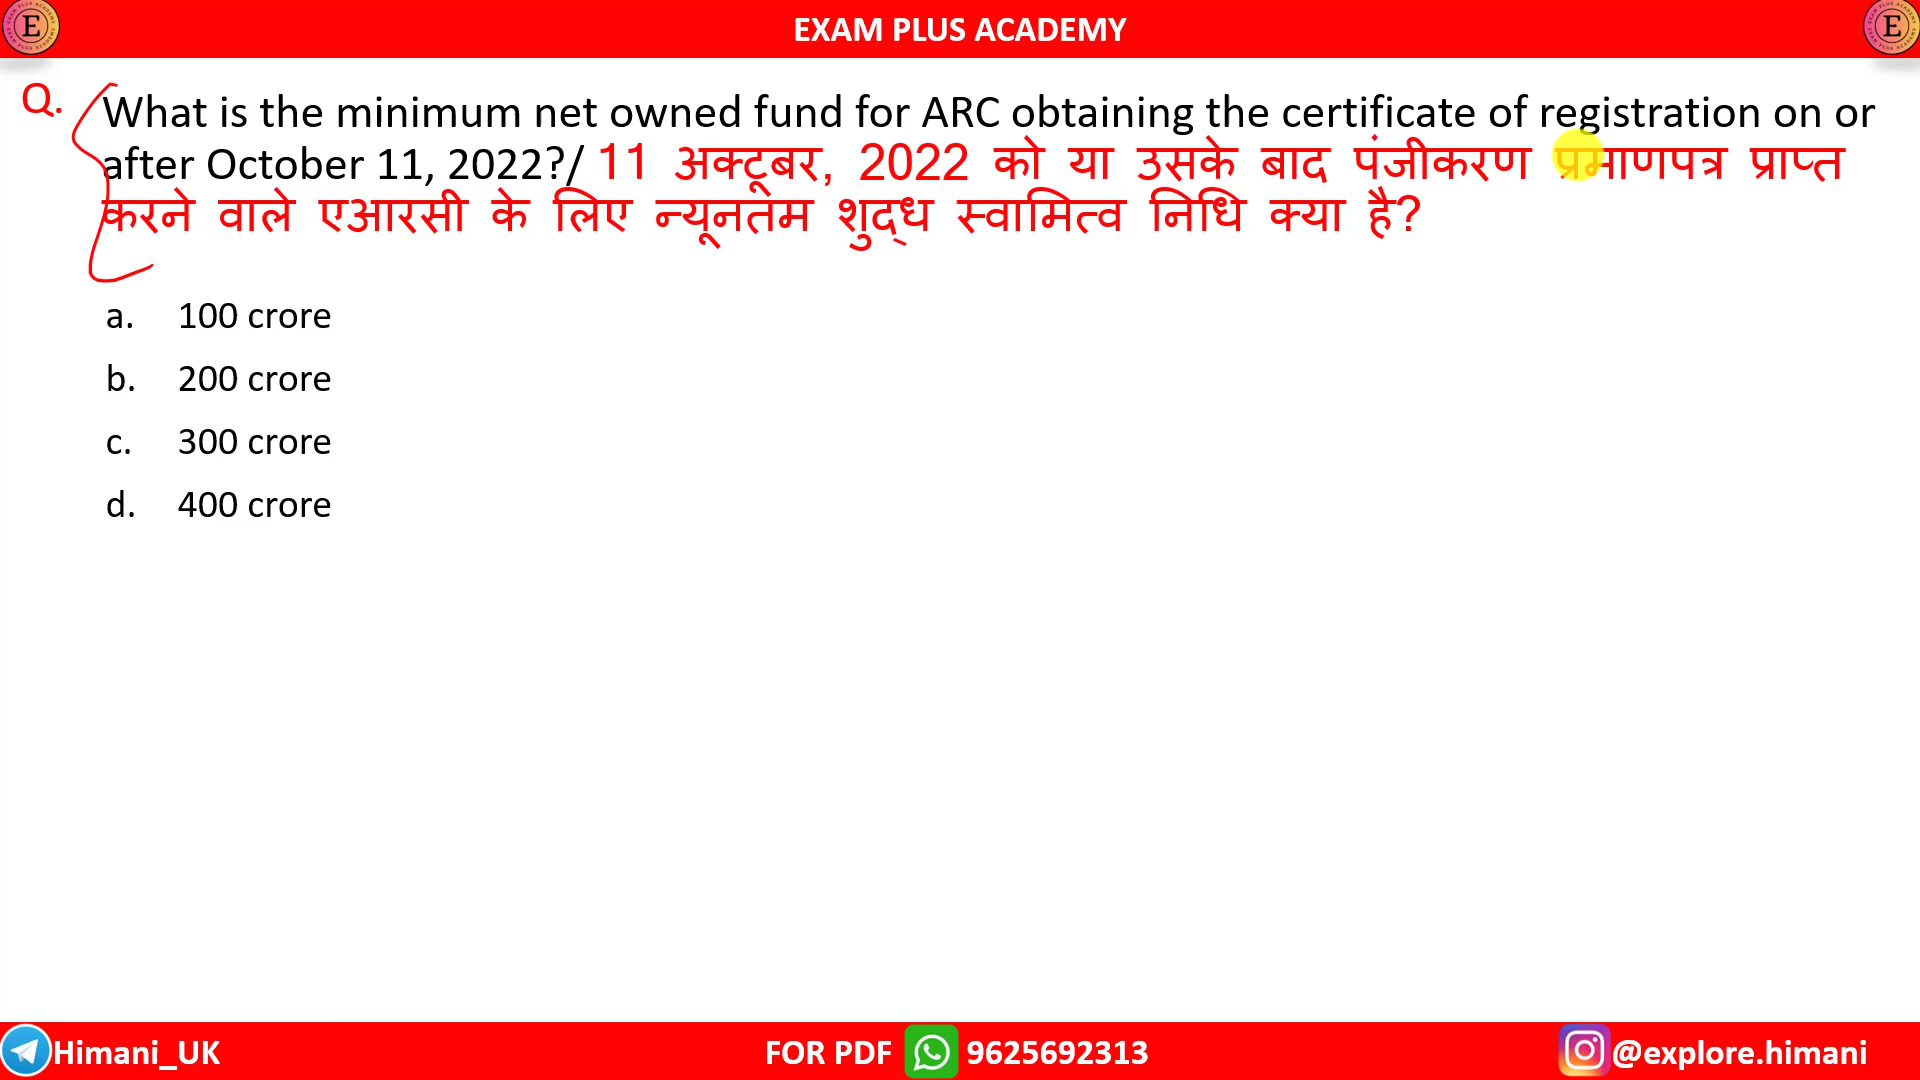 E
EXAM PLUS ACADEMY
E
Q.
What is the minimum net owned fund for ARC obtaining the certificate of registration on or
after October 11, 2022?/ 11 अक्टूबर, 2022 को या उसके बाद पंजीकरण प्रमाणपत्र प्राप्त
करने वाले एआरसी के लिए न्यूनतम शुद्ध स्वामित्व निधि क्या है?
a. 100 crore
b. 200 crore
c. 300 crore
d. 400 crore
Himani_UK
FOR PDF 9625692313
@explore.himani